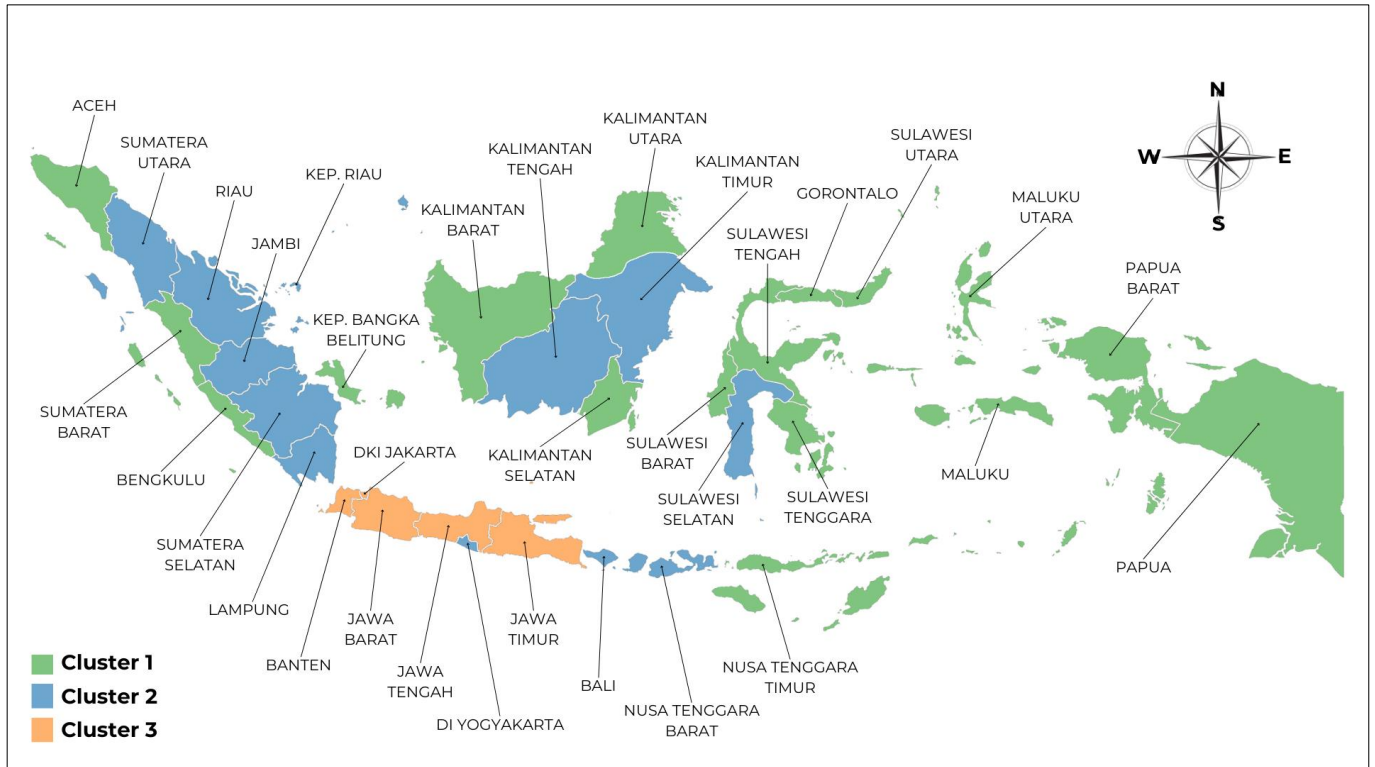 N
W
E
S
ACEH
SUMATERA
UTARA
RIAU
KEP. RIAU
JAMBI
KEP. BANGKA
BELITUNG
KALIMANTAN
BARAT
KALIMANTAN
TENGAH
KALIMANTAN
UTARA
KALIMANTAN
TIMUR
SULAWESI
TENGAH
GORONTALO
SULAWESI
UTARA
MALUKU
UTARA
PAPUA
BARAT
SUMATERA
BARAT
BENGKULU
SUMATERA
SELATAN
LAMPUNG
DKI JAKARTA
KALIMANTAN
SELATAN
SULAWESI
BARAT
SULAWESI
SELATAN
SULAWESI
TENGGARA
MALUKU
PAPUA
BANTEN
JAWA
BARAT
JAWA
TENGAH
DI YOGYAKARTA
JAWA
TIMUR
BALI
NUSA TENGGARA
BARAT
NUSA TENGGARA
TIMUR
Cluster 1
Cluster 2
Cluster 3